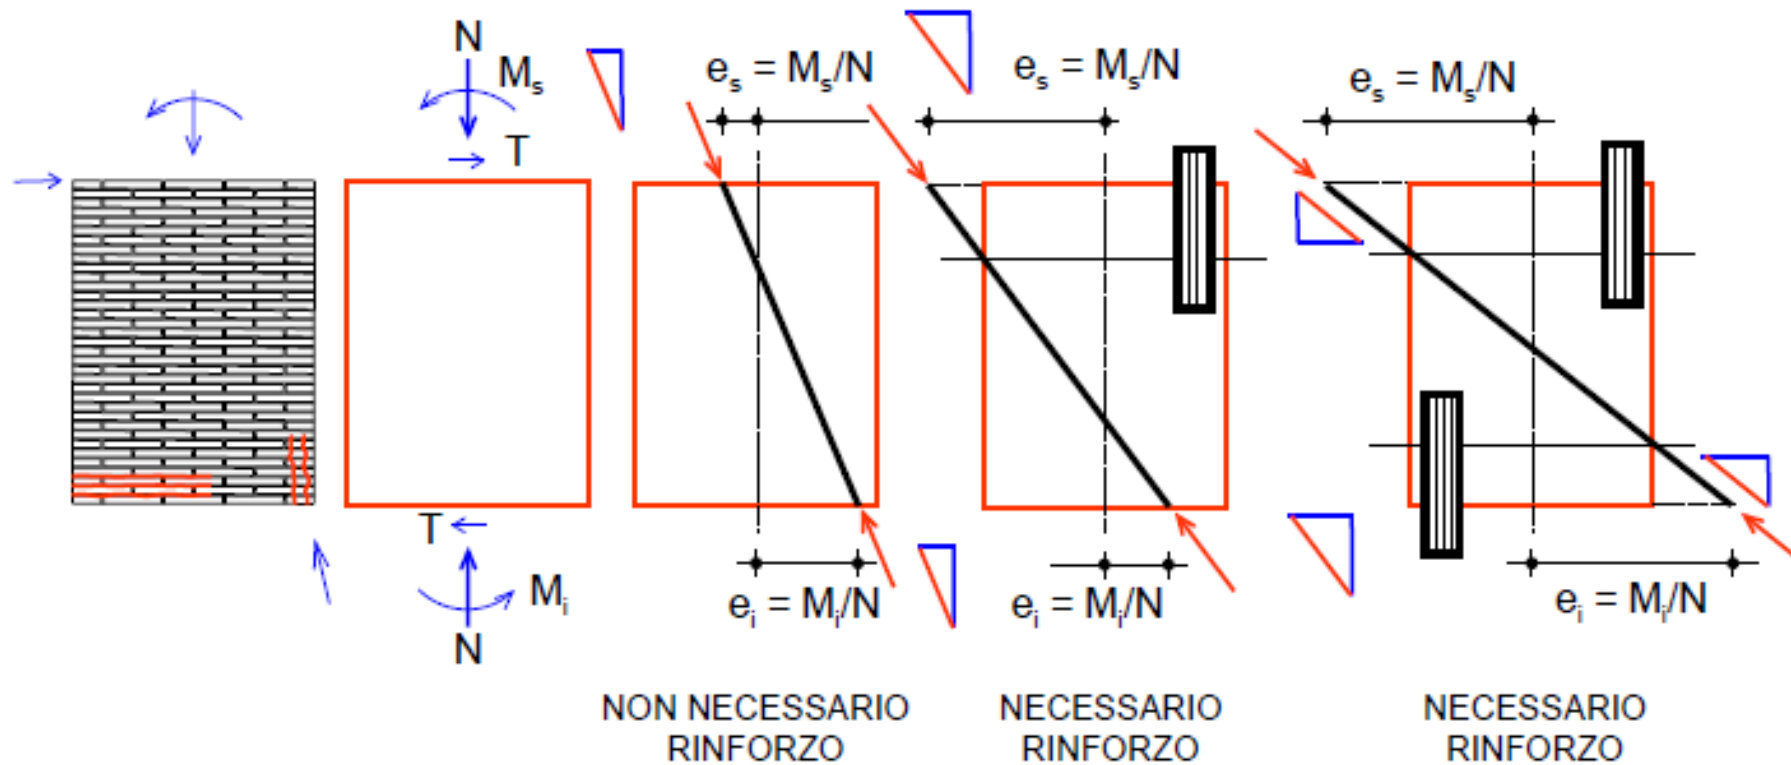 N
Mₛ
T
T
Mᵢ
N
eₛ = Mₛ/N
eᵢ = Mᵢ/N
NON NECESSARIO
RINFORZO
eₛ = Mₛ/N
eᵢ = Mᵢ/N
NECESSARIO
RINFORZO
eₛ = Mₛ/N
eᵢ = Mᵢ/N
NECESSARIO
RINFORZO